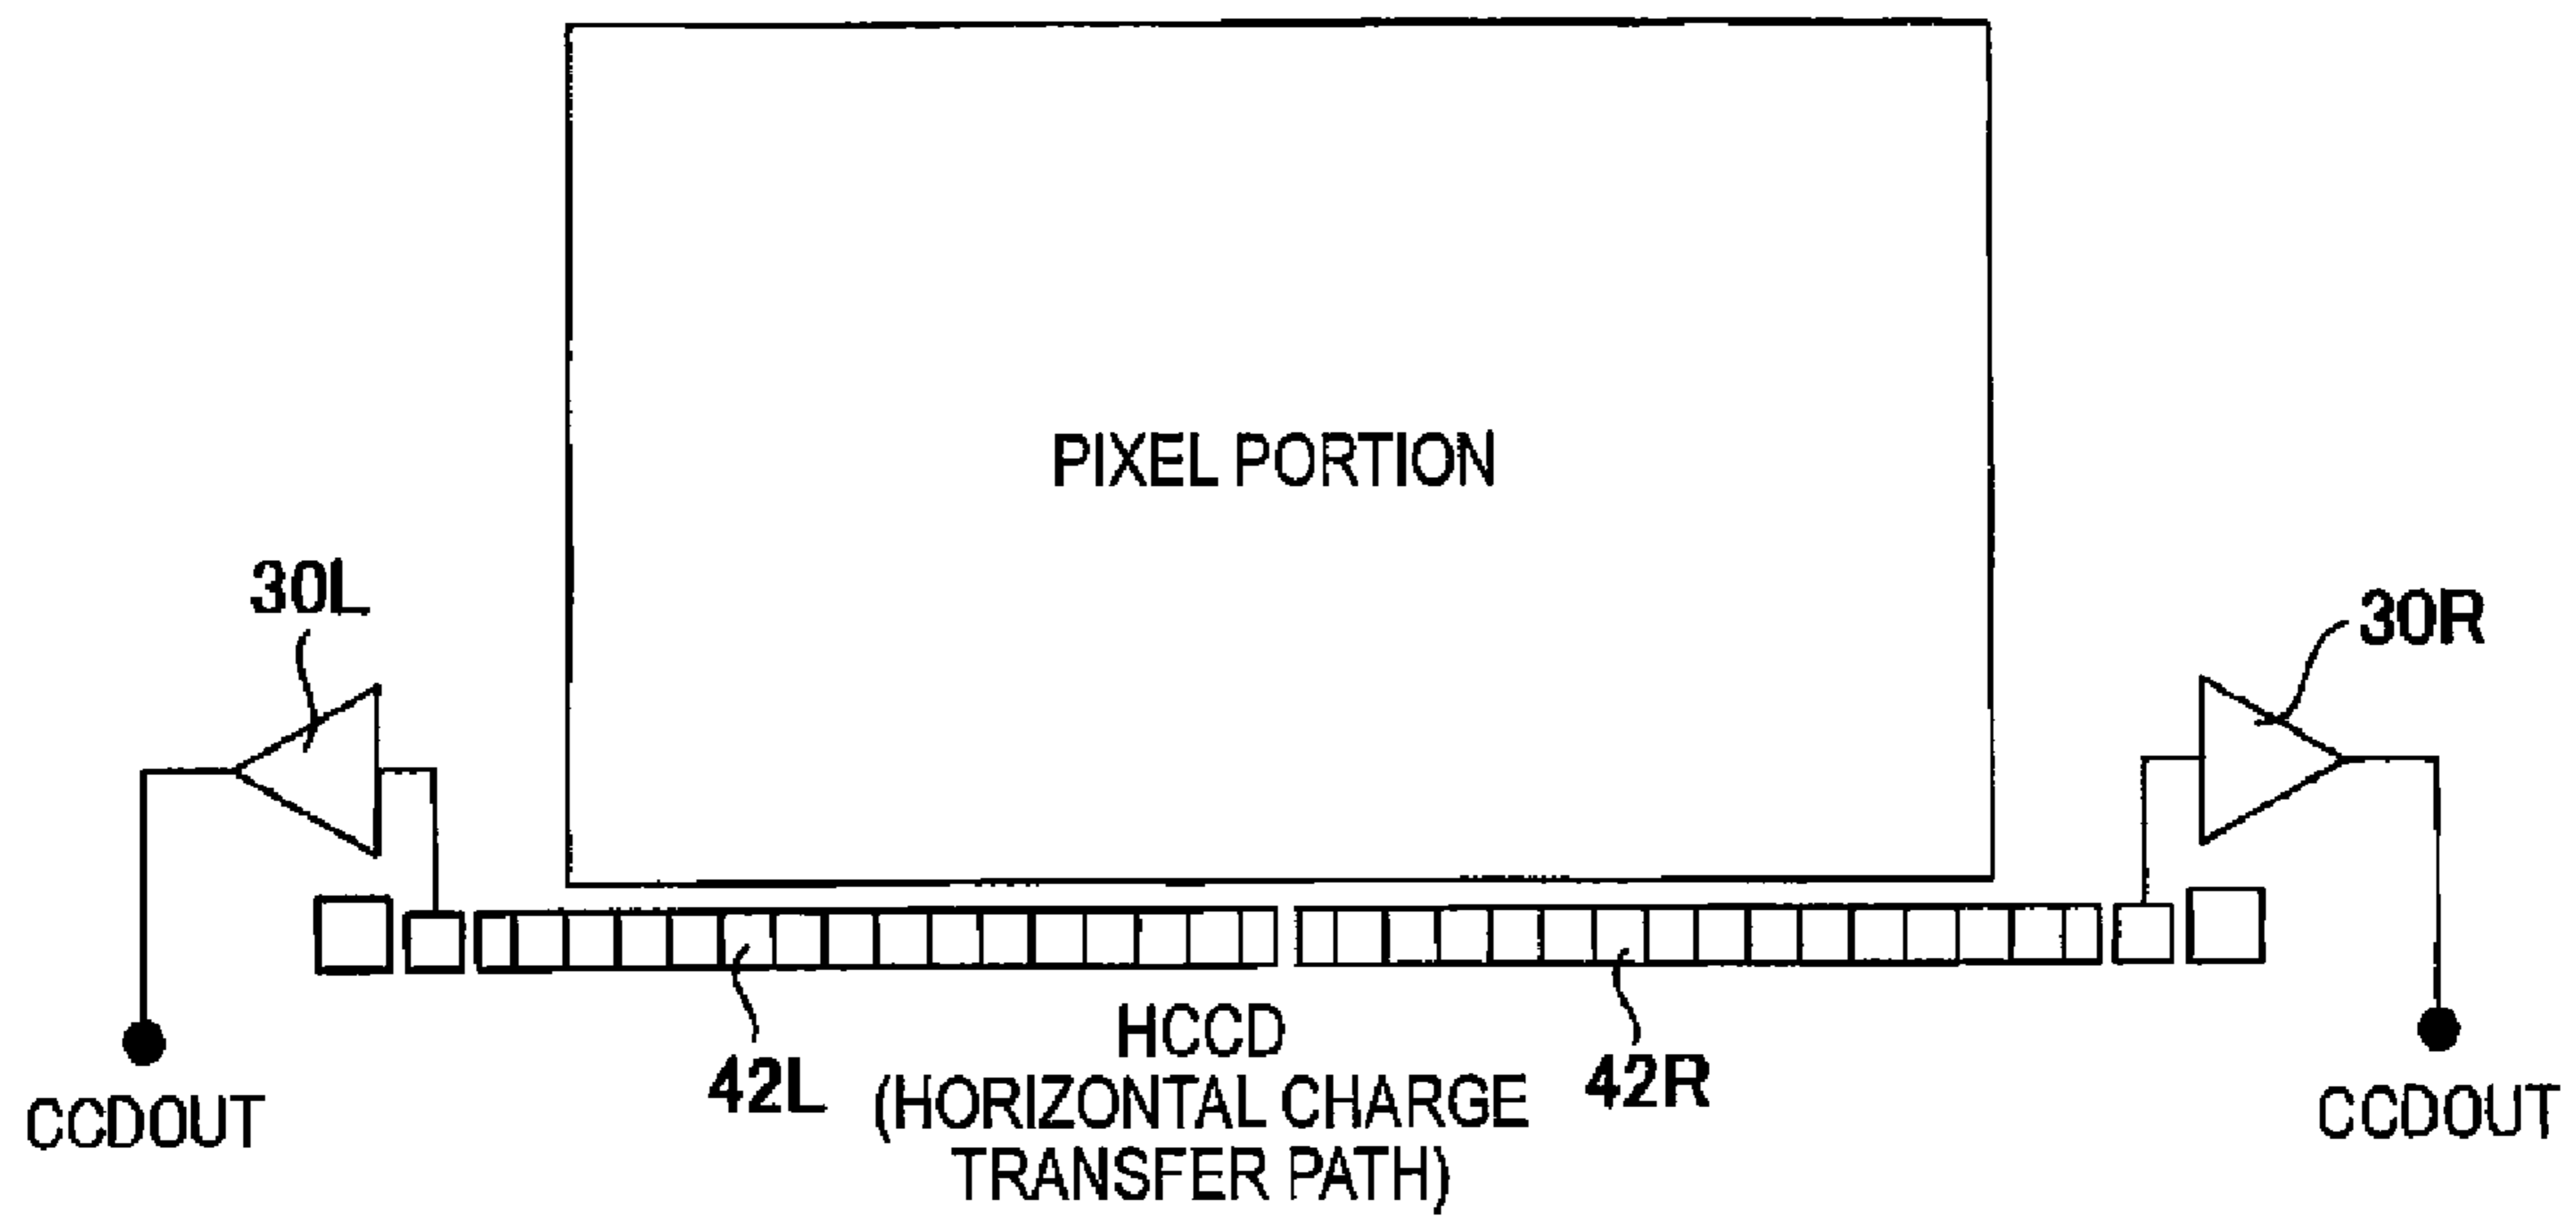 PIXEL PORTION
30L
30R
HCCD
(HORIZONTAL CHARGE
TRANSFER PATH)
42L
42R
CCDOUT
CCDOUT